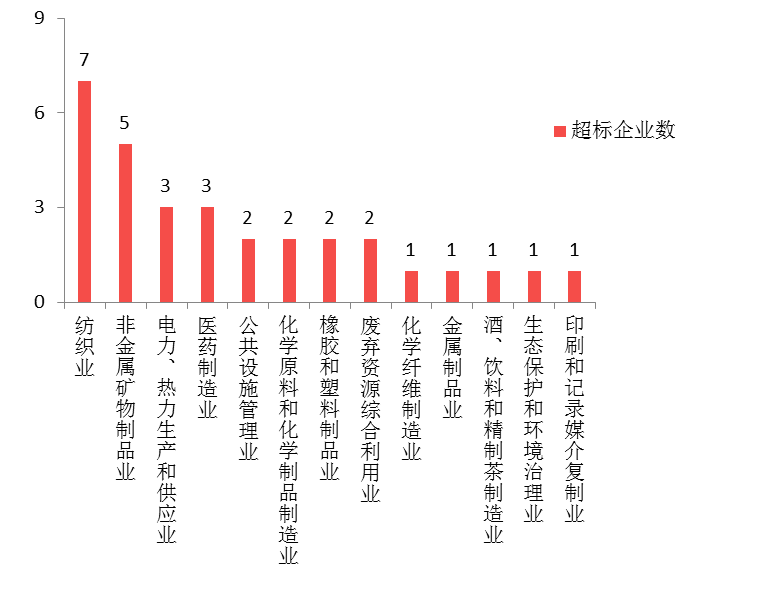 9
6
3
0
7
5
3
3
2
2
2
2
1
1
1
1
1
超标企业数
纺织业
非金属矿物制品业
电力、热力生产和供应业
医药制造业
公共设施管理业
化学原料和化学制品制造业
橡胶和塑料制品业
废弃资源综合利用业
化学纤维制造业
金属制品业
酒、饮料和精制茶制造业
生态保护和环境治理业
印刷和记录媒介复制业